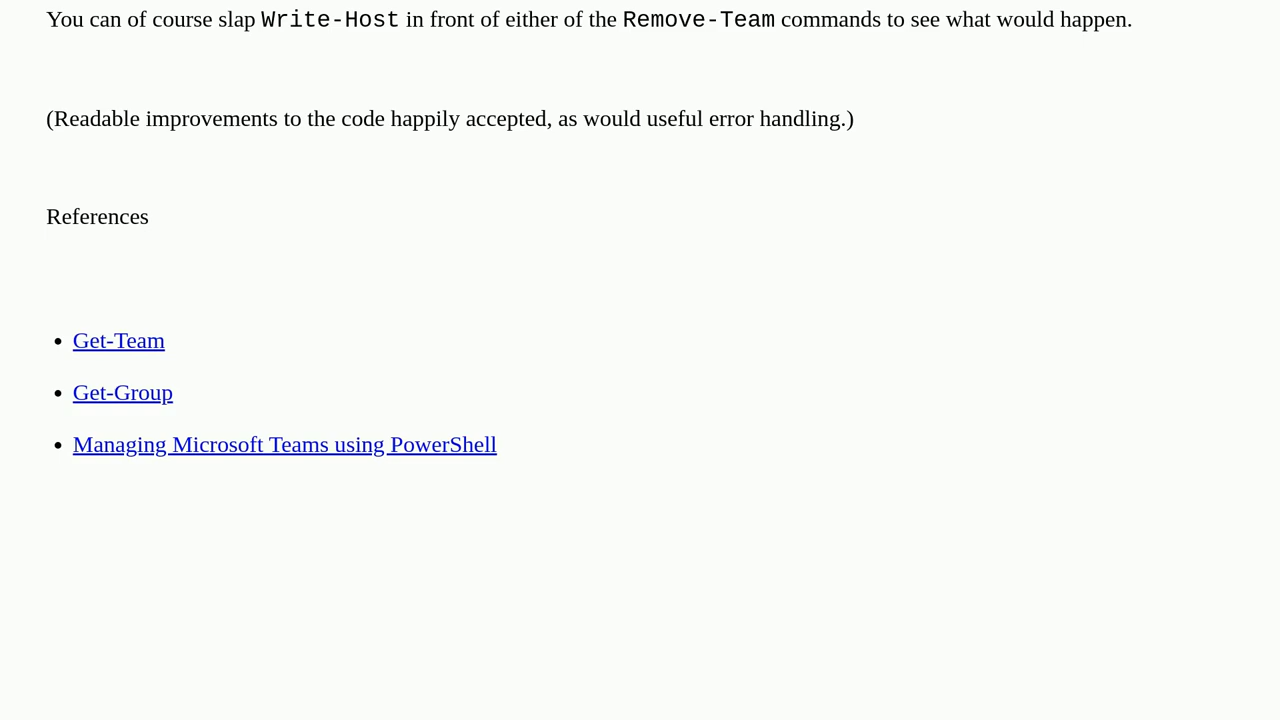 You can of course slap Write-Host in front of either of the Remove-Team commands to see what would happen.
(Readable improvements to the code happily accepted, as would useful error handling.)
References
• Get-Team
• Get-Group
• Managing Microsoft Teams using PowerShell